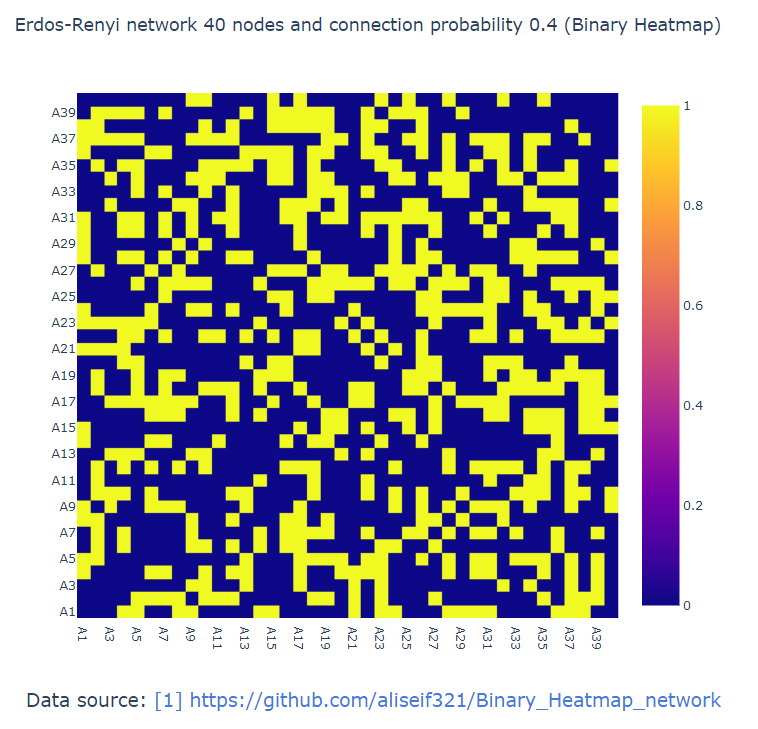 Erdos-Renyi network 40 nodes and connection probability 0.4 (Binary Heatmap)
A39
A37
A35
A33
A31
A29
A27
A25
A23
A21
A19
A17
A15
A13
A11
A9
A7
A5
A3
A1
A1 A3 A5 A7 A9 A11 A13 A15 A17 A19 A21 A23 A25 A27 A29 A31 A33 A35 A37 A39
1
0.8
0.6
0.4
0.2
0
Data source: [1] https://github.com/aliseif321/Binary_Heatmap_network